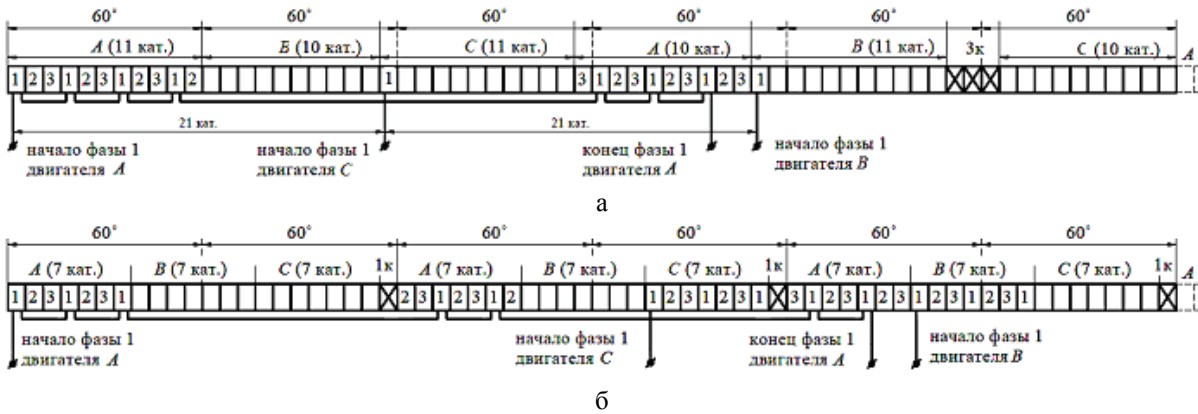 60° 60° 60° 60° 60° 60°
A (11 кат.) Б (10 кат.) C (11 кат.) A (10 кат.) B (11 кат.) 3к C (10 кат.)
1 2 3 1 2 3 1 2 3 1 2 1 3 1 2 3 1 2 3 1 2 3 1 A
21 кат. 21 кат.
начало фазы 1 начало фазы 1 конец фазы 1 начало фазы 1
двигателя A двигателя C двигателя A двигателя B
а
60° 60° 60° 60° 60° 60°
A (7 кат.) B (7 кат.) C (7 кат.) 1к A (7 кат.) B (7 кат.) C (7 кат.) 1к A (7 кат.) B (7 кат.) C (7 кат.) 1к
1 2 3 1 2 3 1 2 3 1 2 3 1 2 1 2 3 1 2 3 1 3 1 2 3 1 2 3 1 2 3 1 2 3 1 A
начало фазы 1 начало фазы 1 конец фазы 1 начало фазы 1
двигателя A двигателя C двигателя A двигателя B
б